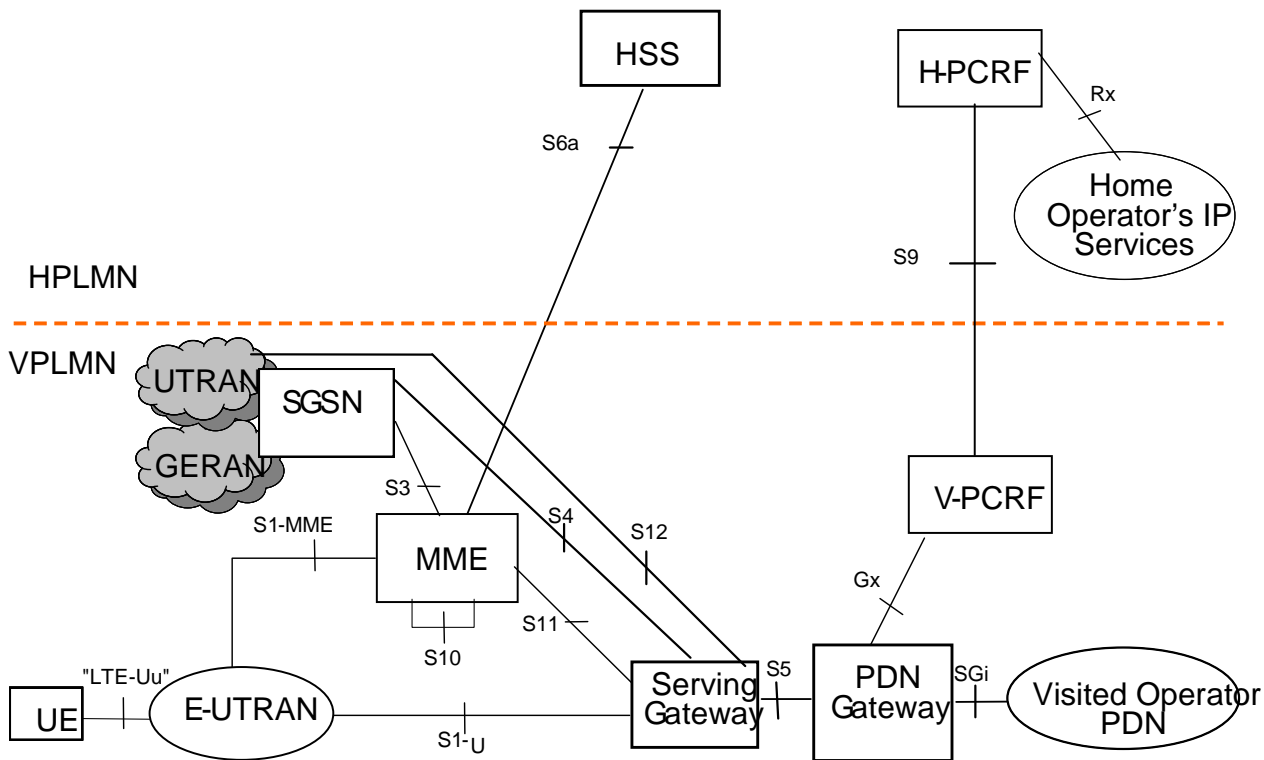 HSS
H-PCRF
Rx
S6a
Home
Operator's IP
Services
S9
HPLMN
VPLMN
UTRAN
SGSN
GERAN
V-PCRF
S3
S4
S12
S1-MME
MME
Gx
S11
S10
"LTE-Uu"
UE
E-UTRAN
S1-U
Serving
Gateway
S5
PDN
Gateway
SGi
Visited Operator
PDN